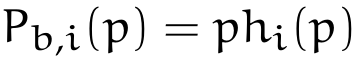 P_{b,i}(p) = ph_i(p)